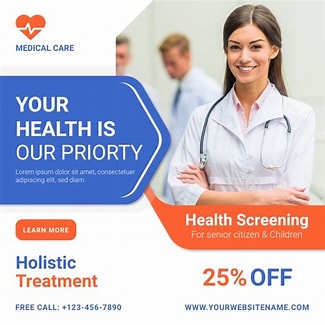 MEDICAL CARE
YOUR
HEALTH IS
OUR PRIORTY
Lorem ipsum dolor sit amet, consectetuer
adipiscing elit, sed diam.
LEARN MORE
Health Screening
For senior citizen & Children
Holistic
Treatment
25% OFF
FREE CALL: +123-456-7890
WWW.YOURWEBSITENAME.COM